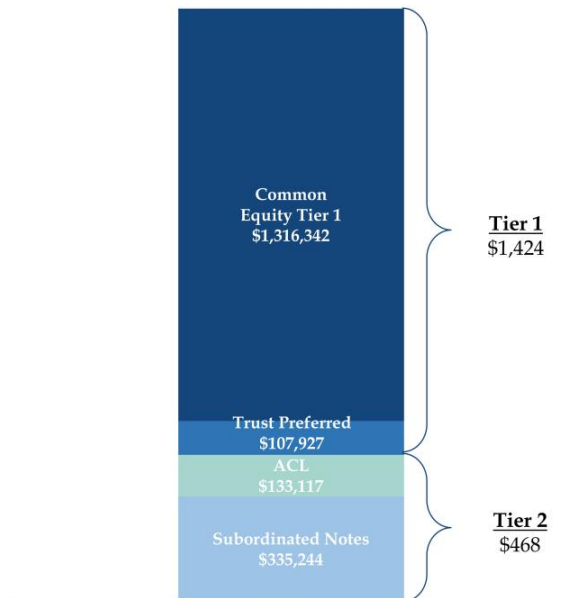 Common
Equity Tier 1
$1,316,342
Tier 1
$1,424
Trust Preferred
$107,927
ACL
$133,117
Subordinated Notes
$335,244
Tier 2
$468